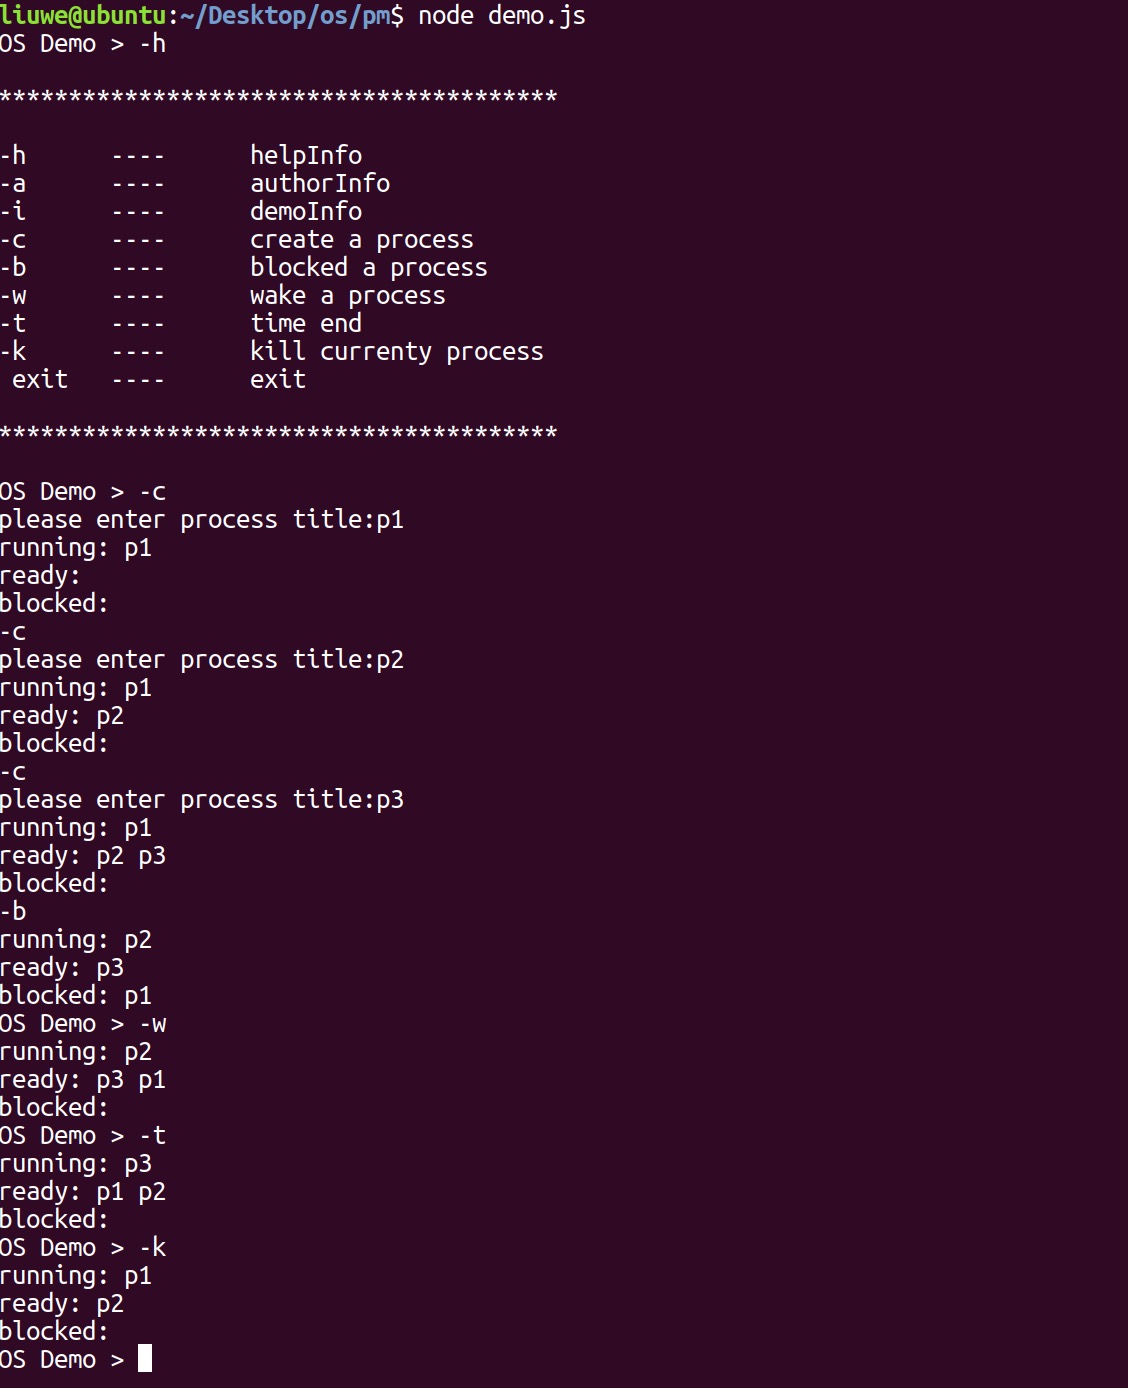 liuwe@ubuntu:~/Desktop/os/pm$ node demo.js
OS Demo > -h
****************************************
-h      ----      helpInfo
-a      ----      authorInfo
-i      ----      demoInfo
-c      ----      create a process
-b      ----      blocked a process
-w      ----      wake a process
-t      ----      time end
-k      ----      kill currenty process
 exit   ----      exit
****************************************
OS Demo > -c
please enter process title:p1
running: p1
ready:
blocked:
-c
please enter process title:p2
running: p1
ready: p2
blocked:
-c
please enter process title:p3
running: p1
ready: p2 p3
blocked:
-b
running: p2
ready: p3
blocked: p1
OS Demo > -w
running: p2
ready: p3 p1
blocked:
OS Demo > -t
running: p3
ready: p1 p2
blocked:
OS Demo > -k
running: p1
ready: p2
blocked:
OS Demo >